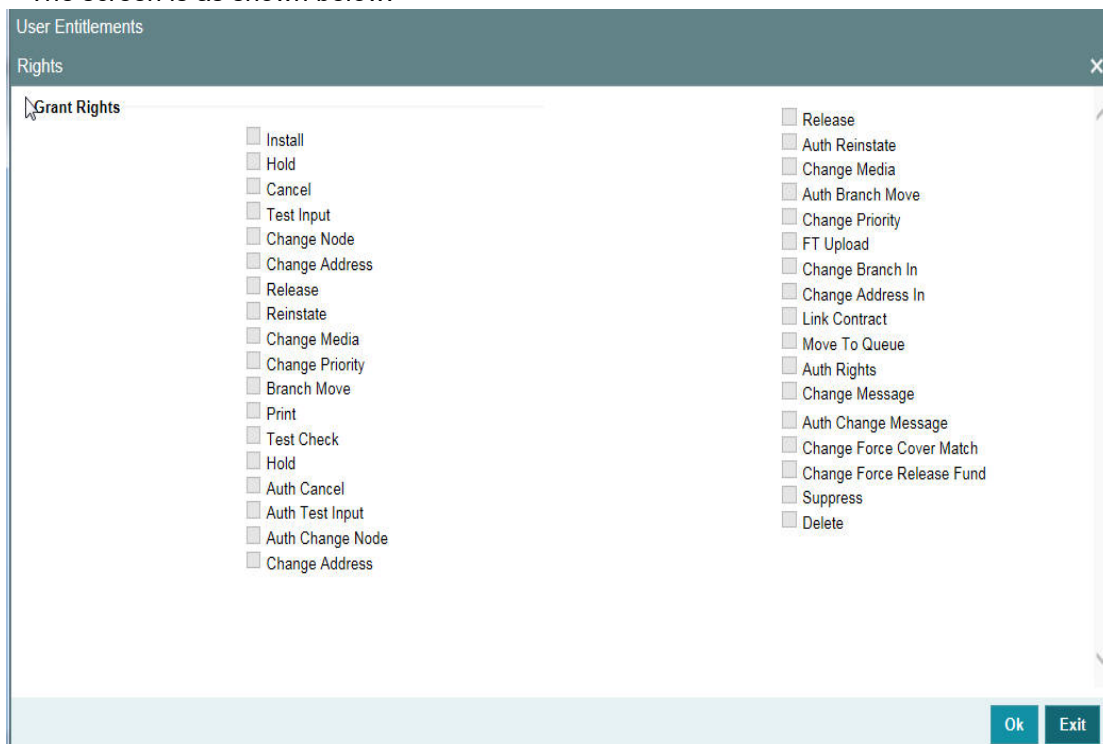 User Entitlements
Rights
Grant Rights
Install
Hold
Cancel
Test Input
Change Node
Change Address
Release
Reinstate
Change Media
Change Priority
Branch Move
Print
Test Check
Hold
Auth Cancel
Auth Test Input
Auth Change Node
Change Address
Release
Auth Reinstate
Change Media
Auth Branch Move
Change Priority
FT Upload
Change Branch In
Change Address In
Link Contract
Move To Queue
Auth Rights
Change Message
Auth Change Message
Change Force Cover Match
Change Force Release Fund
Suppress
Delete
Ok Exit